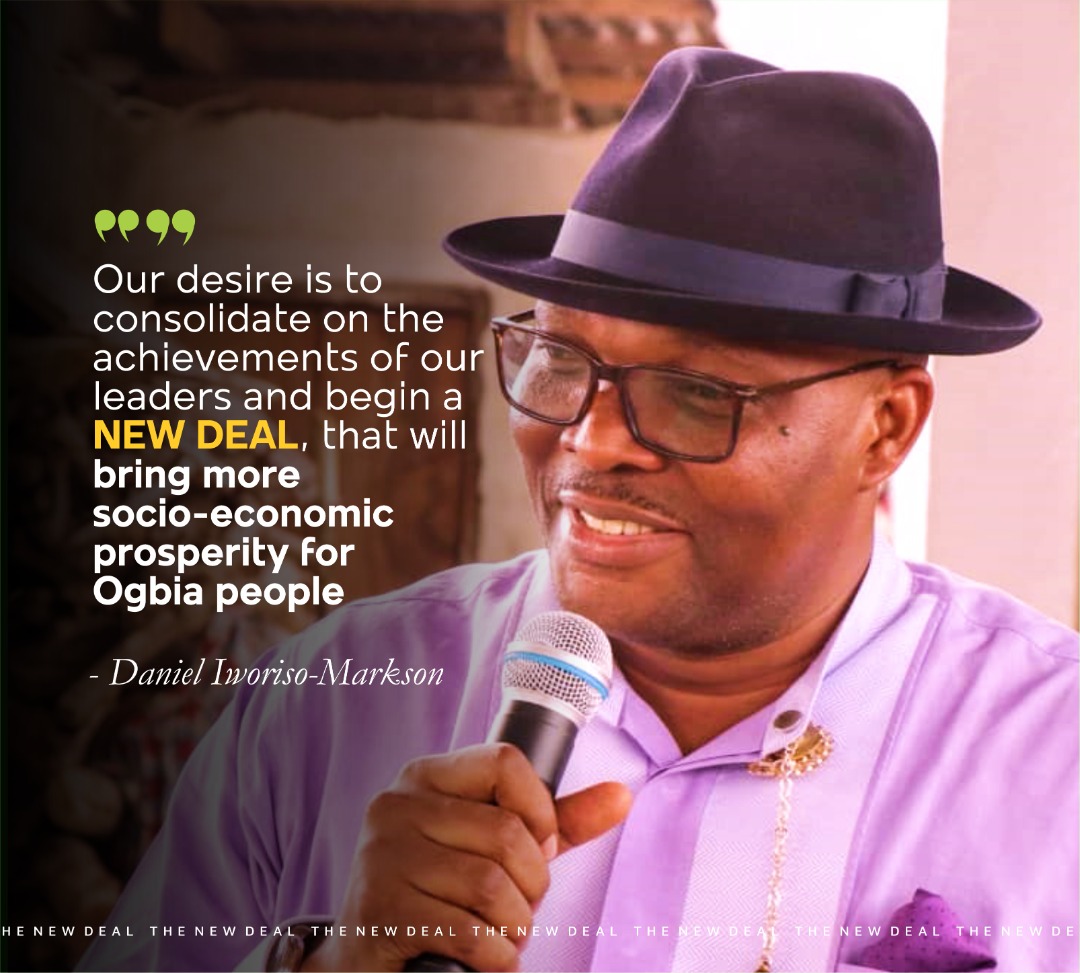 Our desire is to
consolidate on the
achievements of our
leaders and begin a
NEW DEAL, that will
bring more
socio-economic
prosperity for
Ogbia people
- Daniel Iworiso-Markson
HE NEW DEAL THE NEW DEAL THE NEW DEAL THE NEW DEAL THE NEW DEAL THE NEW DEAL THE NEW DE